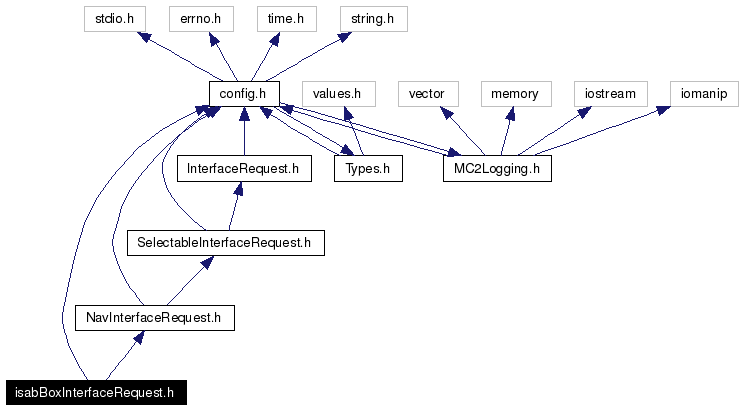 stdio.h
errno.h
time.h
string.h
config.h
values.h
vector
memory
iostream
iomanip
InterfaceRequest.h
Types.h
MC2Logging.h
SelectableInterfaceRequest.h
NavInterfaceRequest.h
isabBoxInterfaceRequest.h